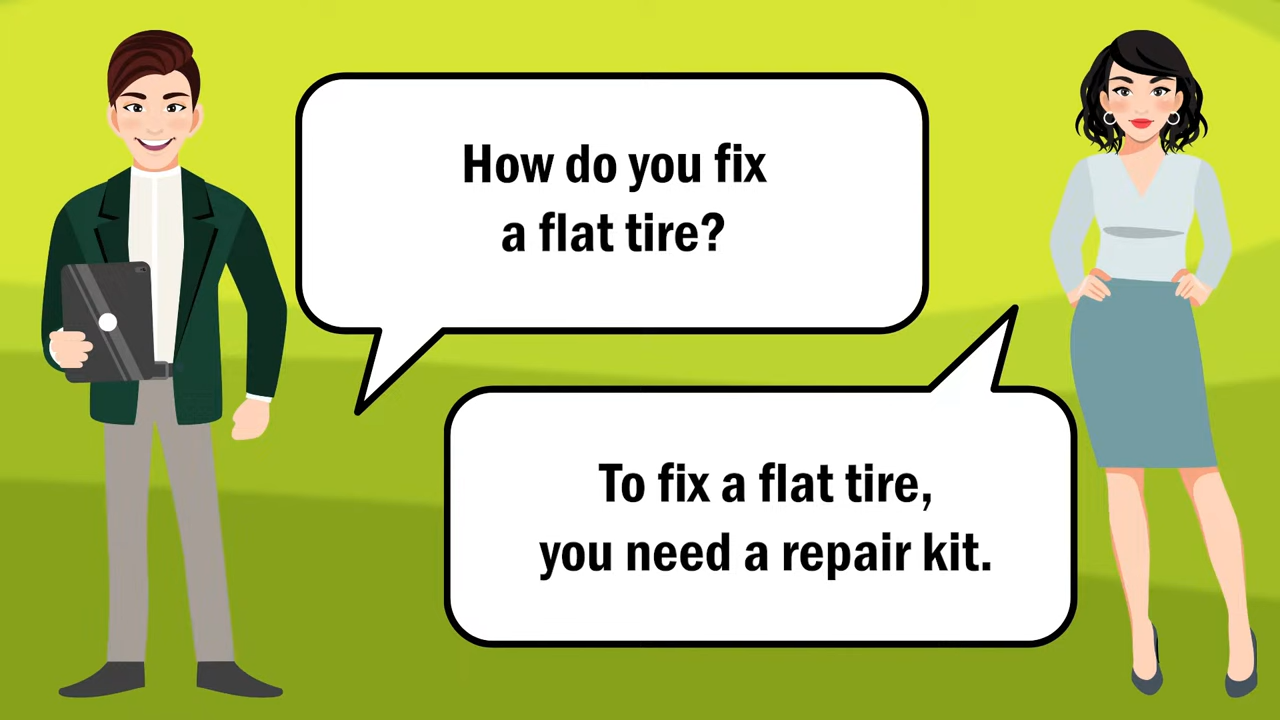 How do you fix
a flat tire?
To fix a flat tire,
you need a repair kit.